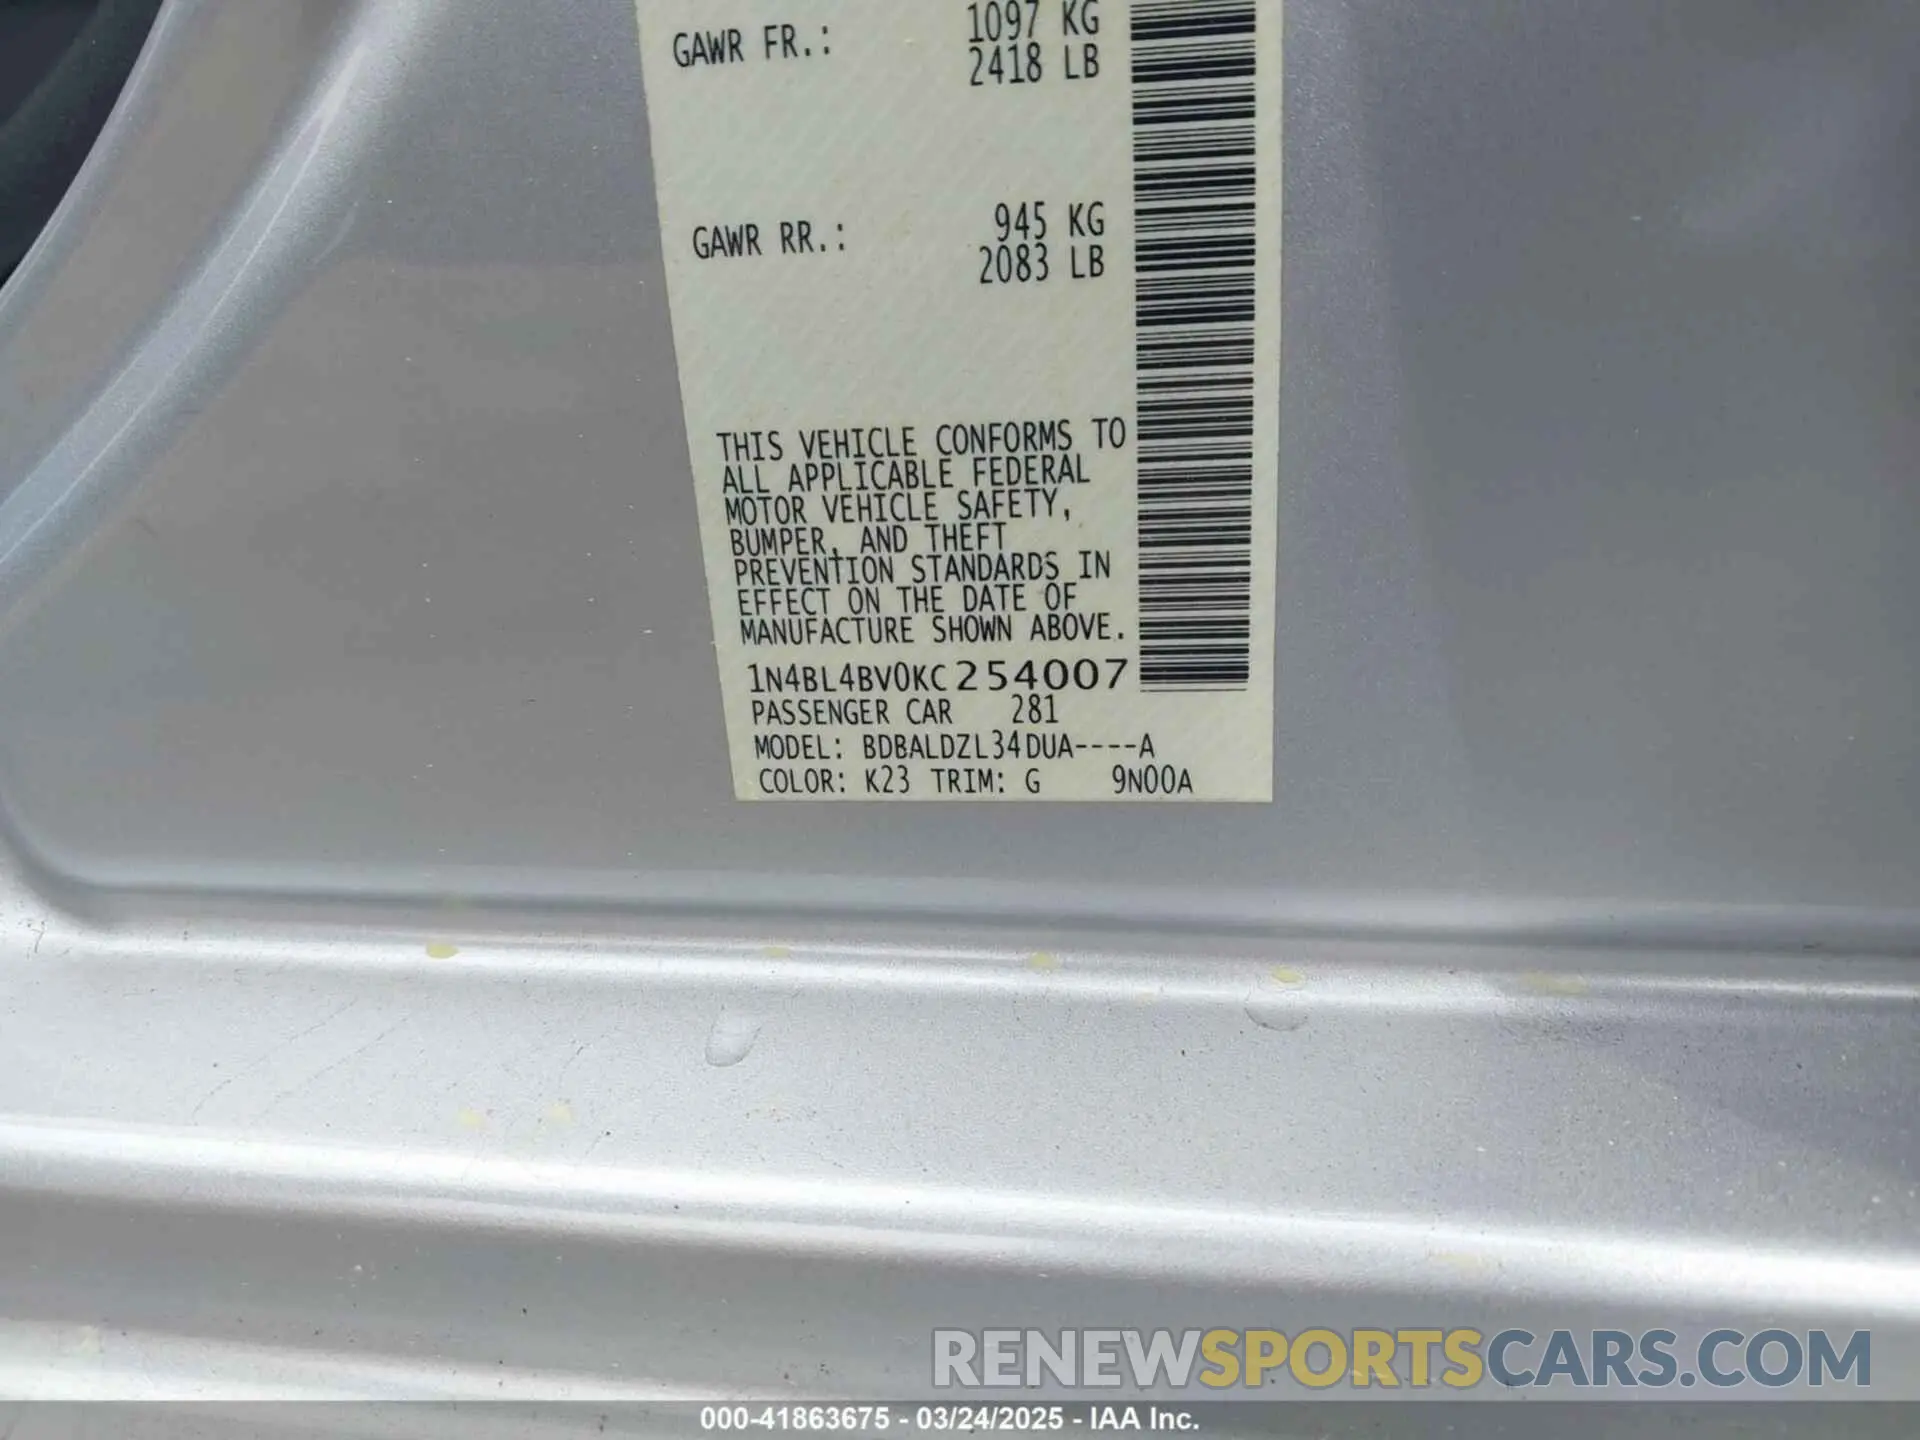 GAWR FR.: 1097 KG
2418 LB
GAWR RR.: 945 KG
2083 LB
THIS VEHICLE CONFORMS TO
ALL APPLICABLE FEDERAL
MOTOR VEHICLE SAFETY,
BUMPER, AND THEFT
PREVENTION STANDARDS IN
EFFECT ON THE DATE OF
MANUFACTURE SHOWN ABOVE.
1N4BL4BV0KC254007
PASSENGER CAR 281
MODEL: BDBALDZL34DUA----A
COLOR: K23 TRIM: G 9N00A
RENEWSPORTSCARS.COM
000-41863675 - 03/24/2025 - IAA Inc.